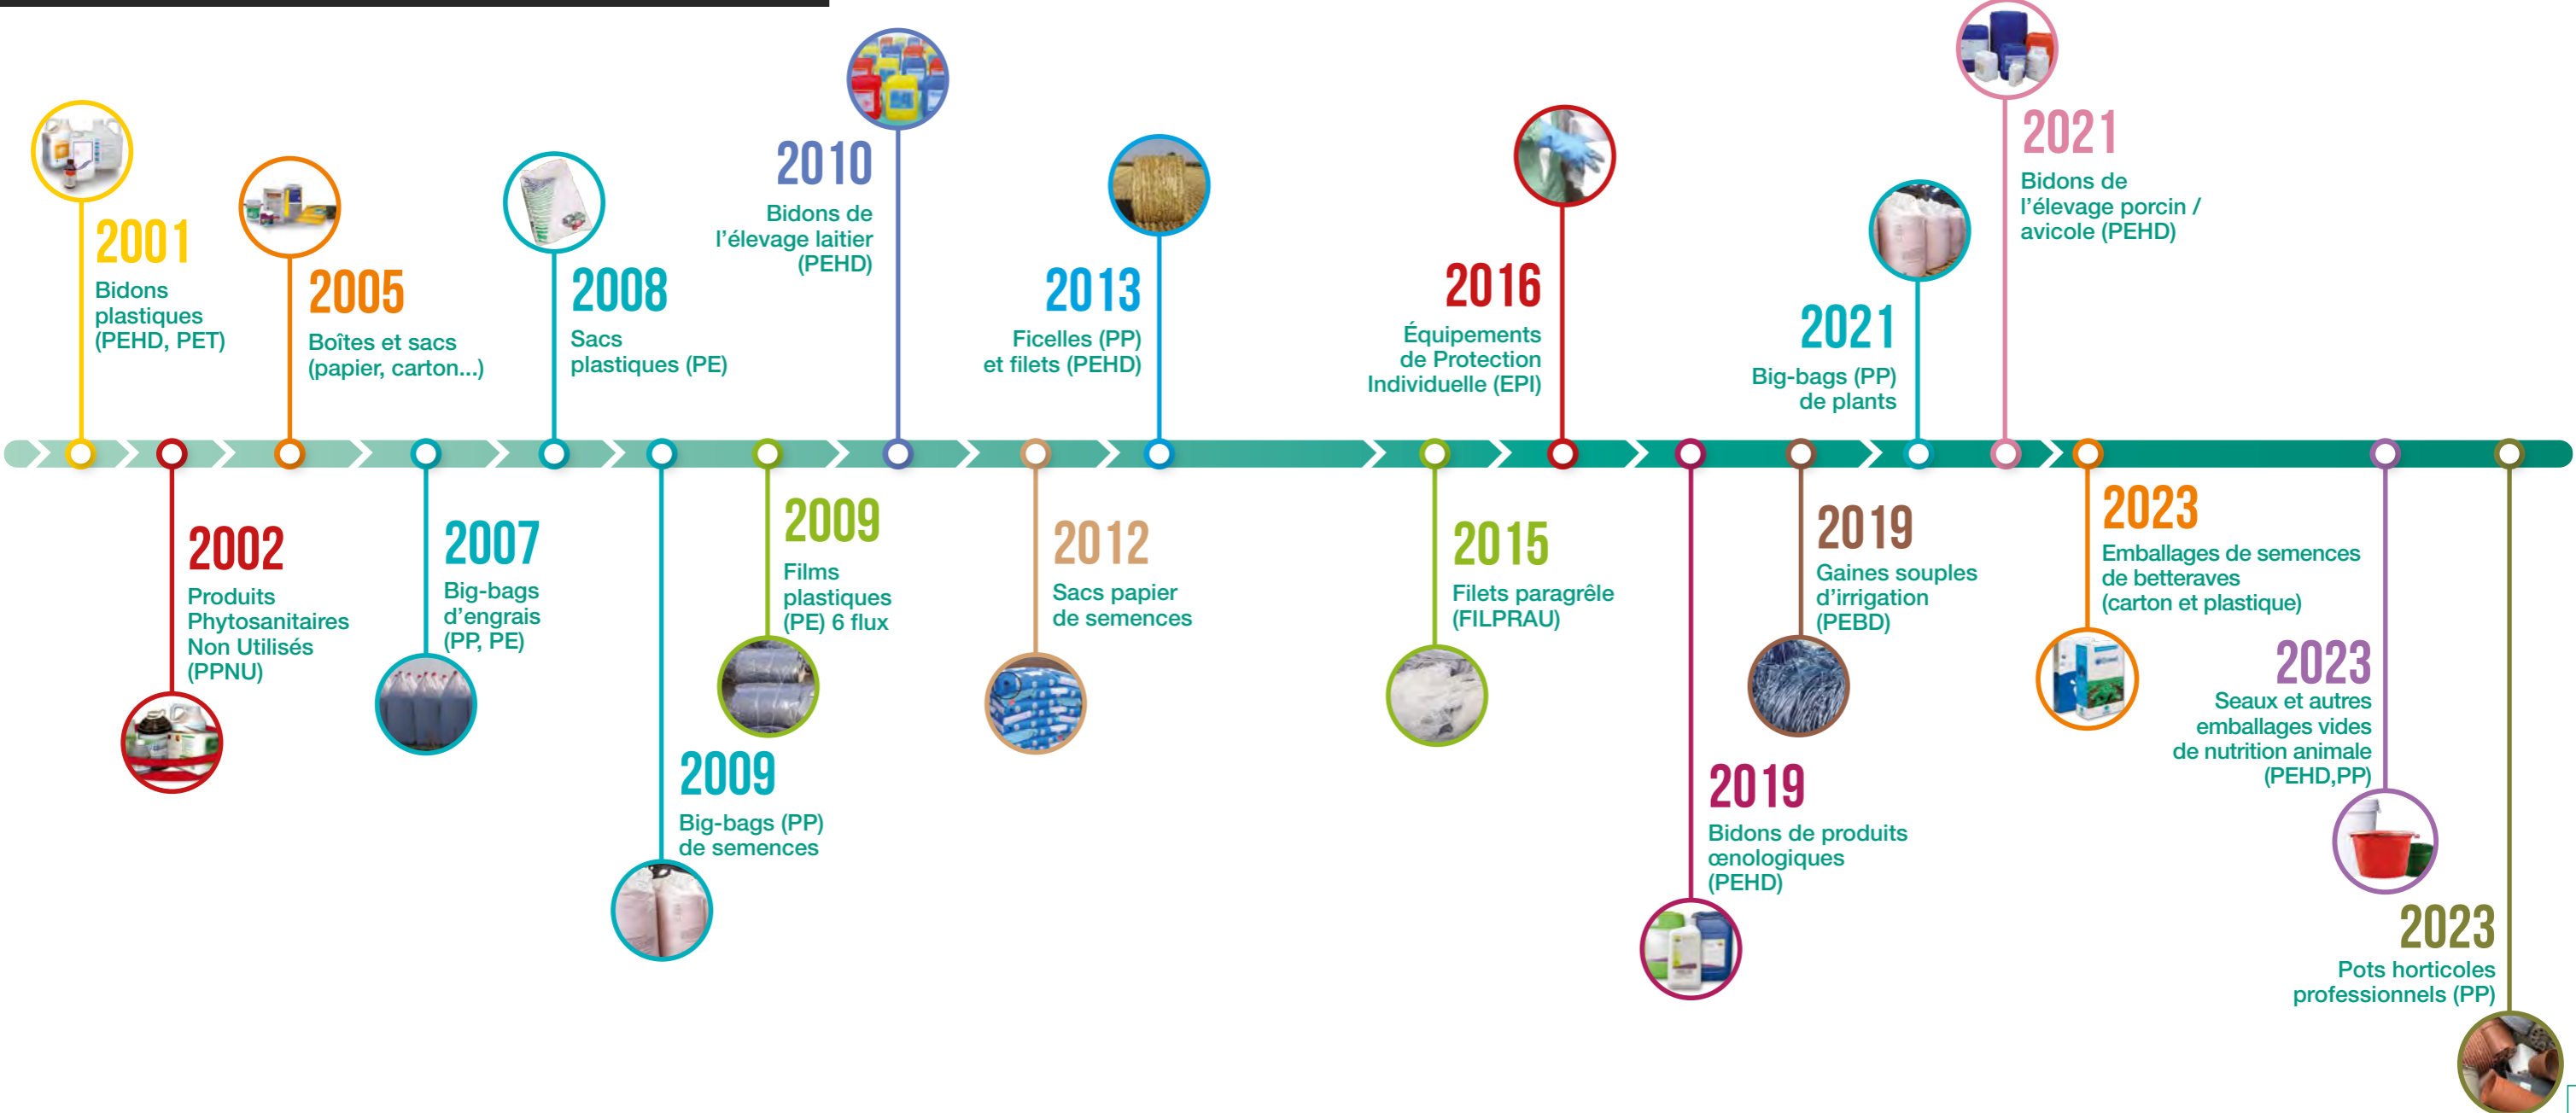 2001
Bidons
plastiques
(PEHD, PET)
2002
Produits
Phytosanitaires
Non Utilisés
(PPNU)
2005
Boîtes et sacs
(papier, carton...)
2007
Big-bags
d'engrais
(PP, PE)
2008
Sacs
plastiques (PE)
2009
Big-bags (PP)
de semences
2009
Films
plastiques
(PE) 6 flux
2010
Bidons de
l'élevage laitier
(PEHD)
2012
Sacs papier
de semences
2013
Ficelles (PP)
et filets (PEHD)
2015
Filets paragrêle
(FILPRAU)
2016
Équipements
de Protection
Individuelle (EPI)
2019
Bidons de produits
œnologiques
(PEHD)
2019
Gaines souples
d'irrigation
(PEBD)
2021
Big-bags (PP)
de plants
2021
Bidons de
l'élevage porcin /
avicole (PEHD)
2023
Emballages de semences
de betteraves
(carton et plastique)
2023
Seaux et autres
emballages vides
de nutrition animale
(PEHD,PP)
2023
Pots horticoles
professionnels (PP)